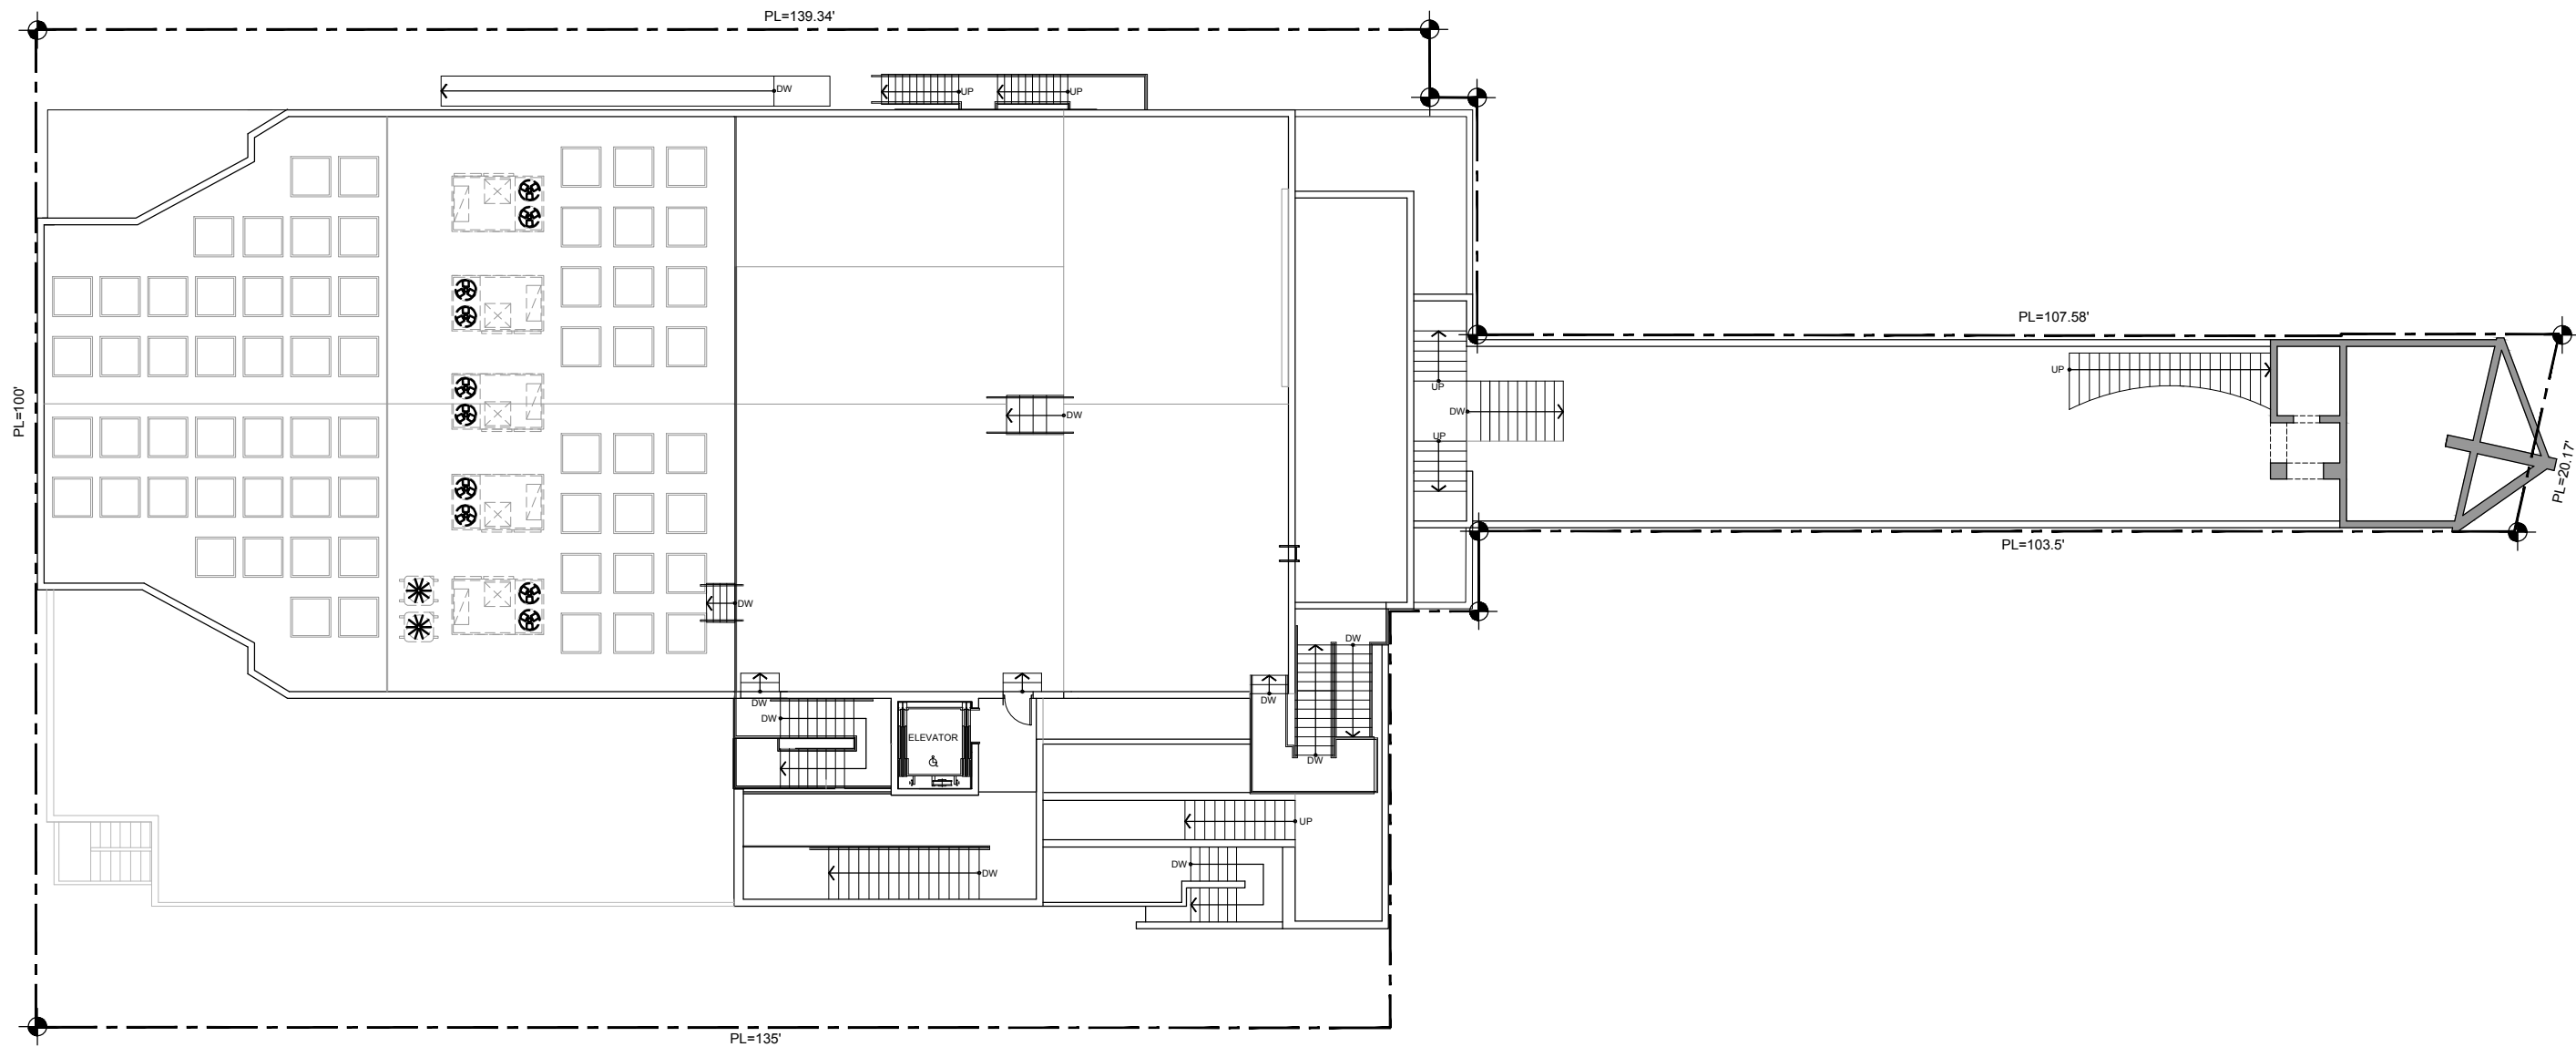 PL=139.34'
DW
UP
UP
PL=107.58'
UP
UP
DW
DW
PL=100'
UP
PL=20.17'
PL=103.5'
DW
DW
DW
DW
DW
DW
ELEVATOR
DW
UP
DW
DW
PL=135'